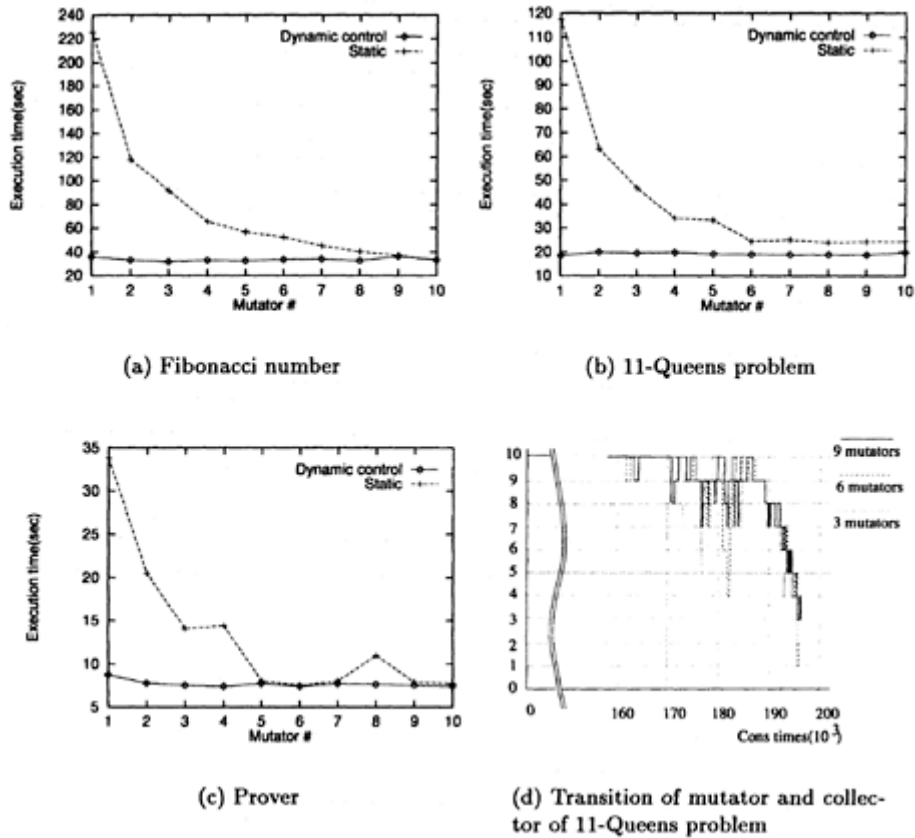 240
220
200
180
160
140
120
100
80
60
40
20
Execution time(sec)
Dynamic control
Static
1 2 3 4 5 6 7 8 9 10
Mutator #
(a) Fibonacci number
120
110
100
90
80
70
60
50
40
30
20
10
Execution time(sec)
Dynamic control
Static
1 2 3 4 5 6 7 8 9 10
Mutator #
(b) 11-Queens problem
35
30
25
20
15
10
5
Execution time(sec)
Dynamic control
Static
1 2 3 4 5 6 7 8 9 10
Mutator #
(c) Prover
10
9
8
7
6
5
4
3
2
1
0
9 mutators
6 mutators
3 mutators
0 160 170 180 190 200
Cons times(10 3)
(d) Transition of mutator and collec-
tor of 11-Queens problem